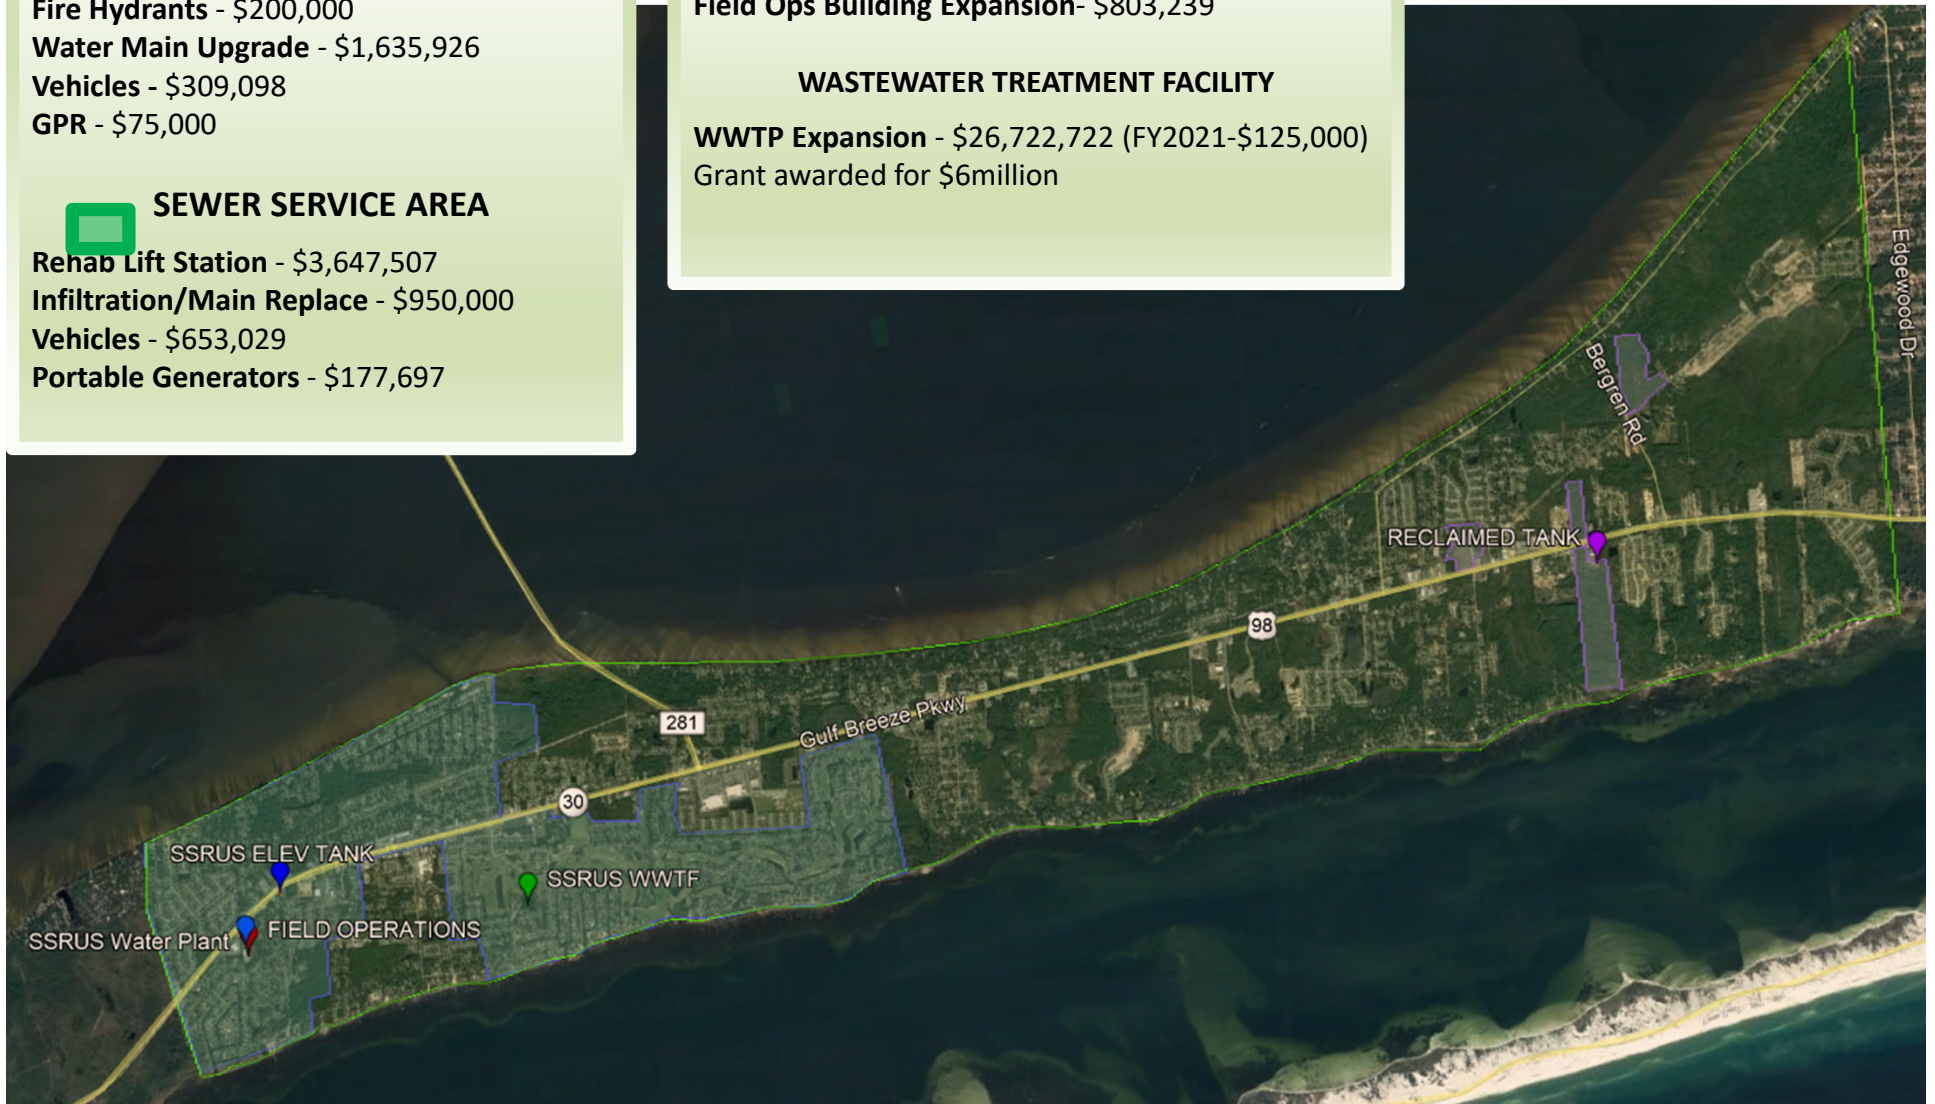 Fire Hydrants - $200,000
Water Main Upgrade - $1,635,926
Vehicles - $309,098
GPR - $75,000
SEWER SERVICE AREA
Rehab Lift Station - $3,647,507
Infiltration/Main Replace - $950,000
Vehicles - $653,029
Portable Generators - $177,697
Field Ops Building Expansion- $803,239
WASTEWATER TREATMENT FACILITY
WWTP Expansion - $26,722,722 (FY2021-$125,000)
Grant awarded for $6million
Edgewood Dr
Bergren Rd
RECLAIMED TANK
98
281
Gulf Breeze Pkwy
30
SSRUS ELEV TANK
SSRUS WWTF
FIELD OPERATIONS
SSRUS Water Plant